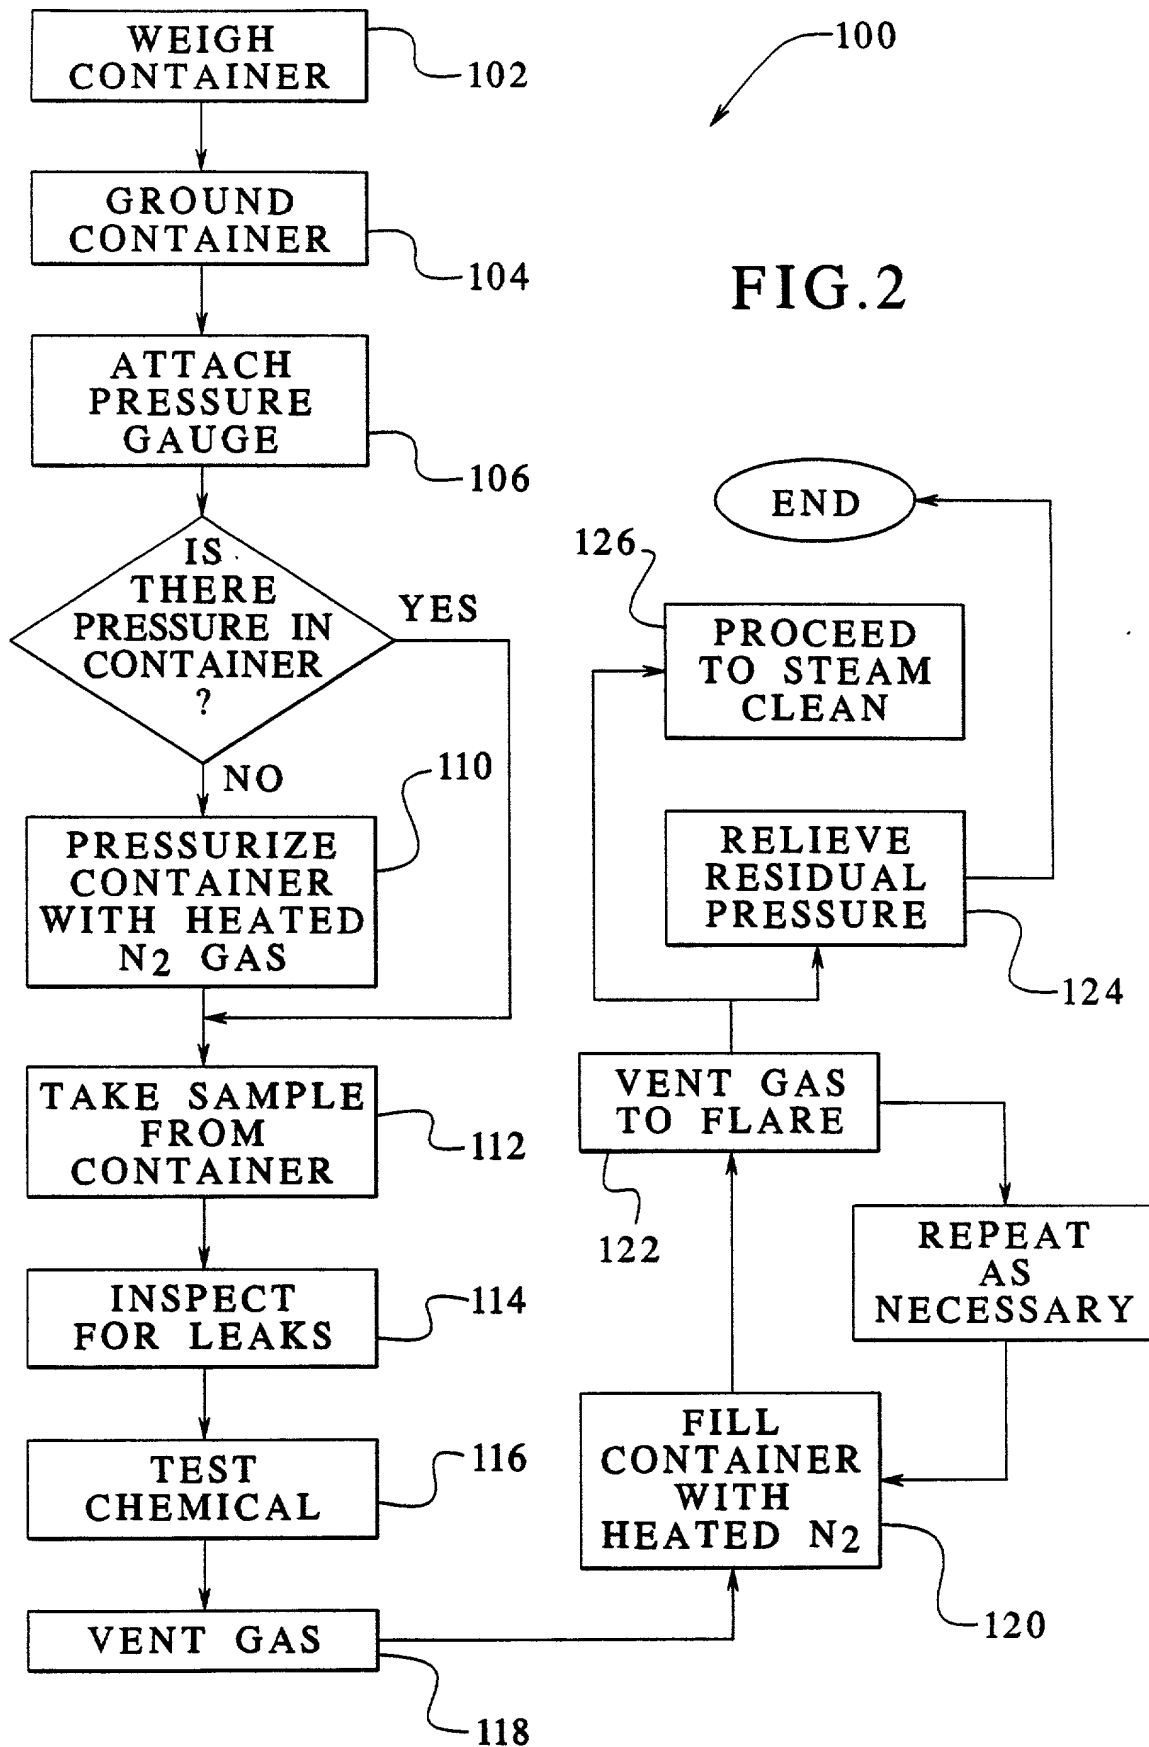 WEIGH
CONTAINER
102
100
GROUND
CONTAINER
104
FIG.2
ATTACH
PRESSURE
GAUGE
106
IS
THERE
PRESSURE IN
CONTAINER
?
YES
NO
110
PRESSURIZE
CONTAINER
WITH HEATED
N2 GAS
TAKE SAMPLE
FROM
CONTAINER
112
INSPECT
FOR LEAKS
114
TEST
CHEMICAL
116
VENT GAS
118
END
126
PROCEED
TO STEAM
CLEAN
RELIEVE
RESIDUAL
PRESSURE
124
VENT GAS
TO FLARE
122
REPEAT
AS
NECESSARY
FILL
CONTAINER
WITH
HEATED N2
120